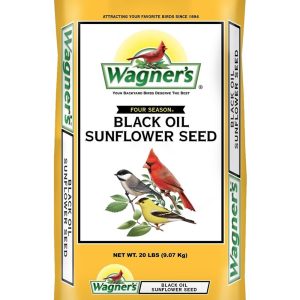 ATTRACTING YOUR FAVORITE BIRDS SINCE 1894
Wagner's®
YOUR BACKYARD BIRDS DESERVE THE BEST
FOUR SEASON®
BLACK OIL
SUNFLOWER SEED
NET WT. 20 LBS (9.07 Kg)
Wagner's
BLACK OIL
SUNFLOWER SEED
Wagner's
BLACK OIL
SUNFLOWER SEED
Wagner's
BLACK OIL
SUNFLOWER SEED